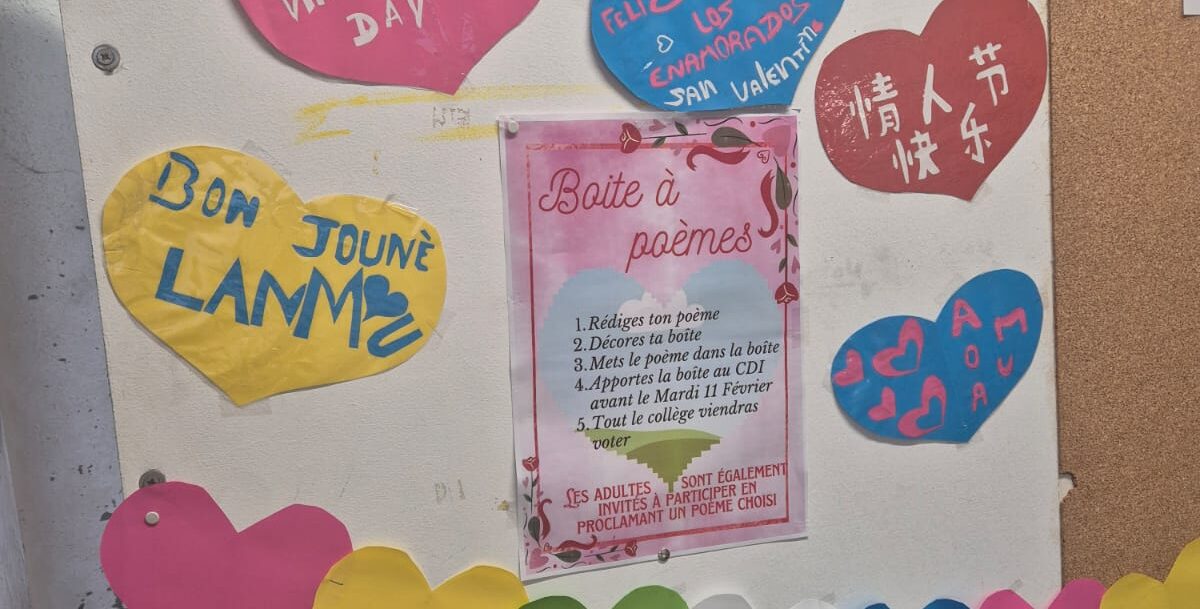 DAY
FELIZ
LOS
ENAMORADOS
SAN VALENTIN
情人节
快乐
BON JOUNÈ
LANMOU
Boite à
poèmes
1. Rédiges ton poème
2. Décores ta boîte
3. Mets le poème dans la boîte
4. Apportes la boîte au CDI
avant le Mardi 11 Février
5. Tout le collège viendras
voter
LES ADULTES SONT ÉGALEMENT
INVITÉS À PARTICIPER EN
PROCLAMANT UN POÈME CHOISI
AOA
MU